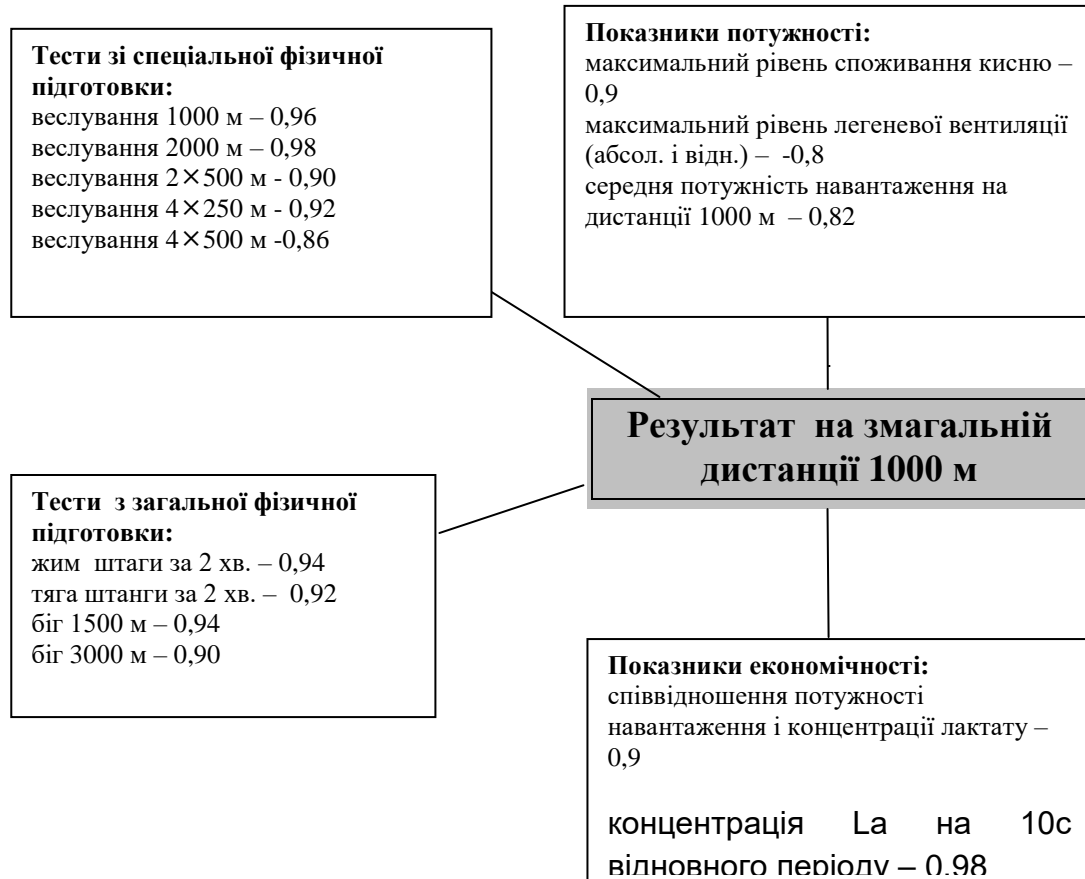 Тести зі спеціальної фізичної
підготовки:
веслування 1000 м – 0,96
веслування 2000 м – 0,98
веслування 2×500 м - 0,90
веслування 4×250 м - 0,92
веслування 4×500 м -0,86
Показники потужності:
максимальний рівень споживання кисню –
0,9
максимальний рівень легеневої вентиляції
(абсол. і відн.) – -0,8
середня потужність навантаження на
дистанції 1000 м – 0,82
Результат на змагальній
дистанції 1000 м
Тести з загальної фізичної
підготовки:
жим штаги за 2 хв. – 0,94
тяга штанги за 2 хв. – 0,92
біг 1500 м – 0,94
біг 3000 м – 0,90
Показники економічності:
співвідношення потужності
навантаження і концентрації лактату –
0,9
концентрація La на 10с
відновного періоду – 0,98